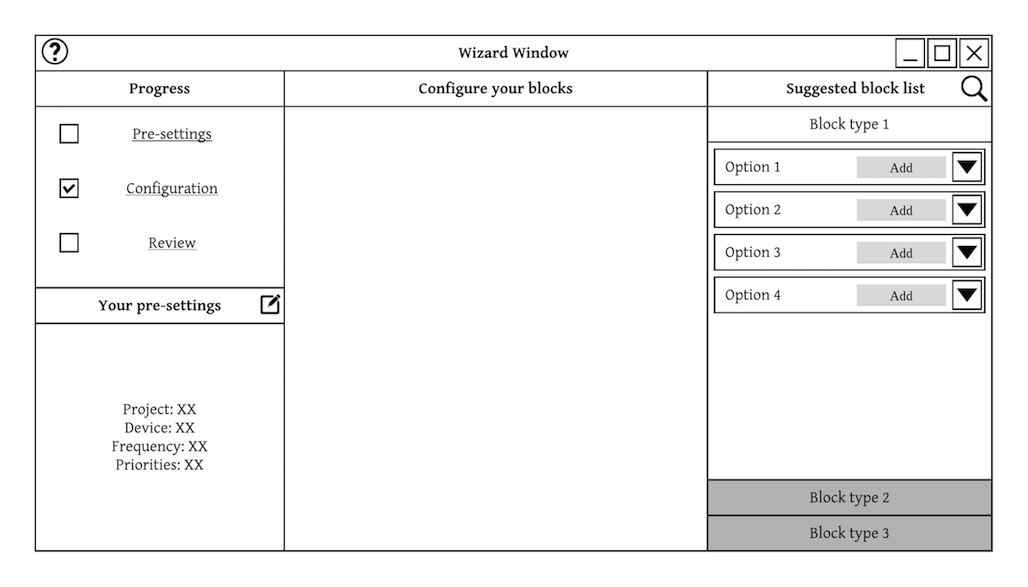 Wizard Window
Progress
Pre-settings
Configuration
Review
Your pre-settings
Project: XX
Device: XX
Frequency: XX
Priorities: XX
Configure your blocks
Suggested block list
Block type 1
Option 1 Add
Option 2 Add
Option 3 Add
Option 4 Add
Block type 2
Block type 3